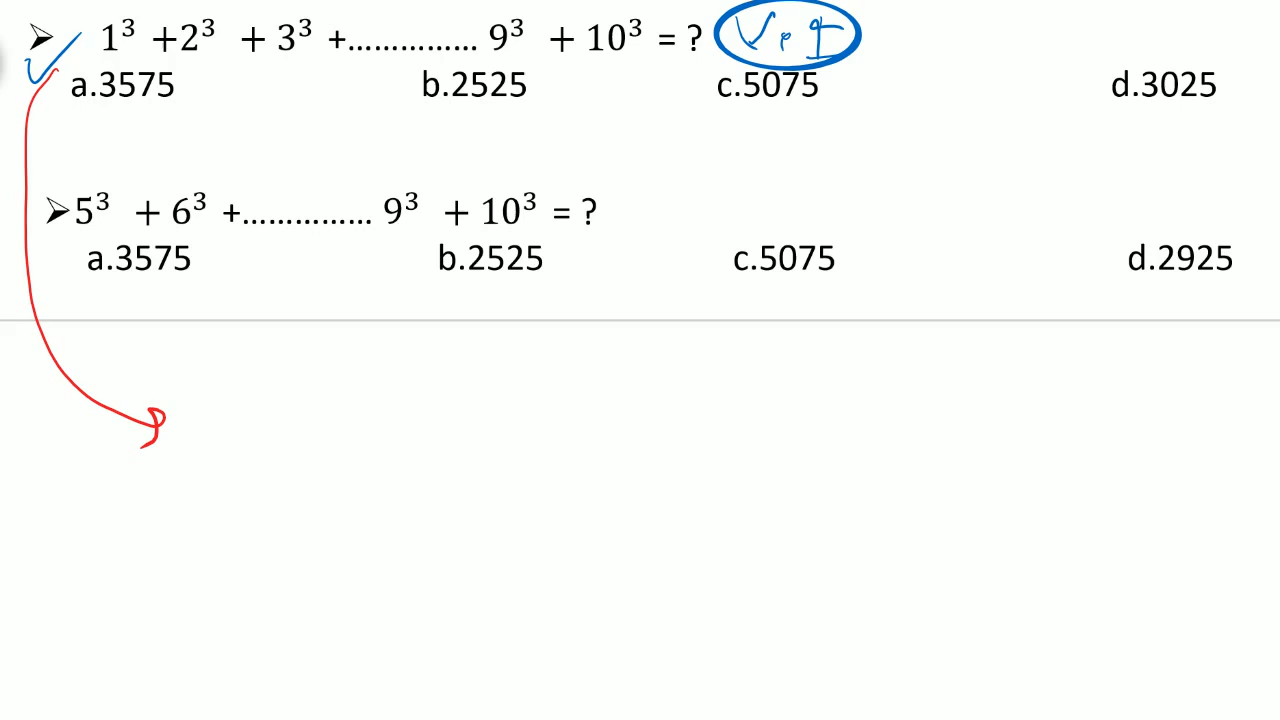 ➢ 1³ +2³ + 3³ +…………… 9³ + 10³ = ? V.I
a.3575 b.2525 c.5075 d.3025
➢5³ + 6³ +…………… 9³ + 10³ = ?
a.3575 b.2525 c.5075 d.2925